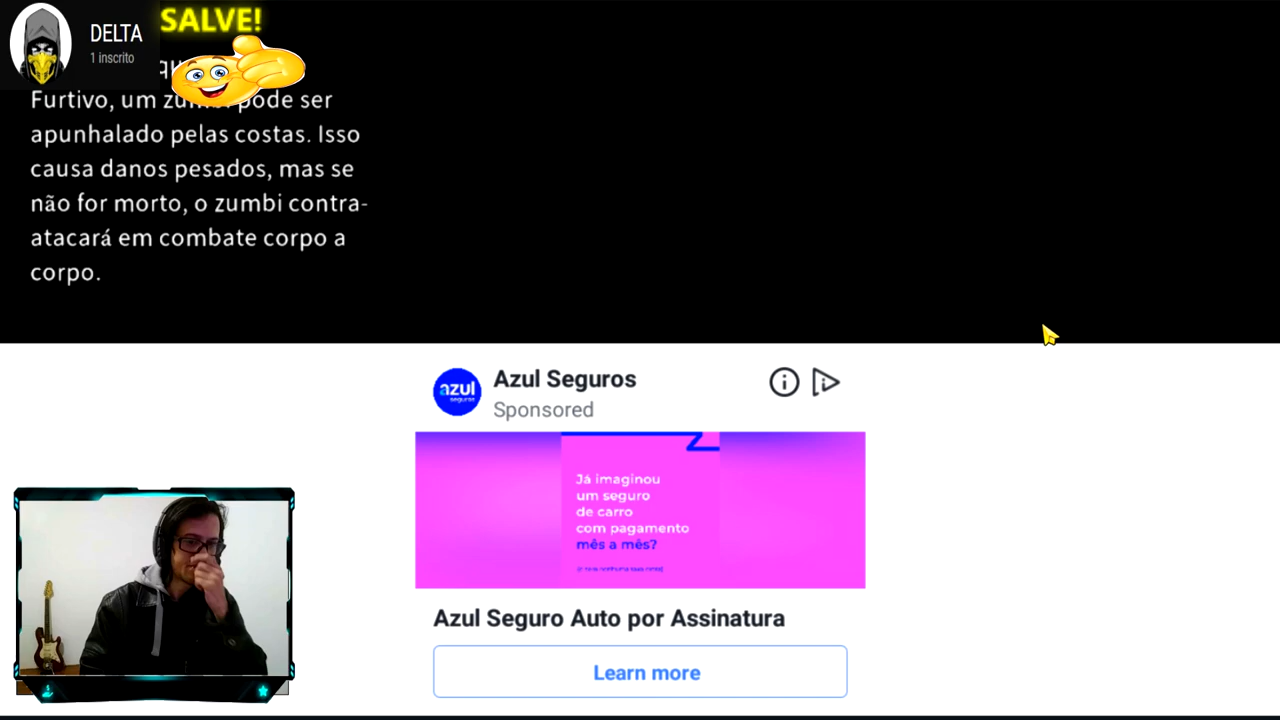 SALVE!
DELTA
1 inscrito
Furtivo, um zumbi pode ser
apunhalado pelas costas. Isso
causa danos pesados, mas se
não for morto, o zumbi contra-
atacará em combate corpo a
corpo.
azul
seguros
Azul Seguros
Sponsored
Já imaginou
um seguro
de carro
com pagamento
mês a mês?
Azul Seguro Auto por Assinatura
Learn more